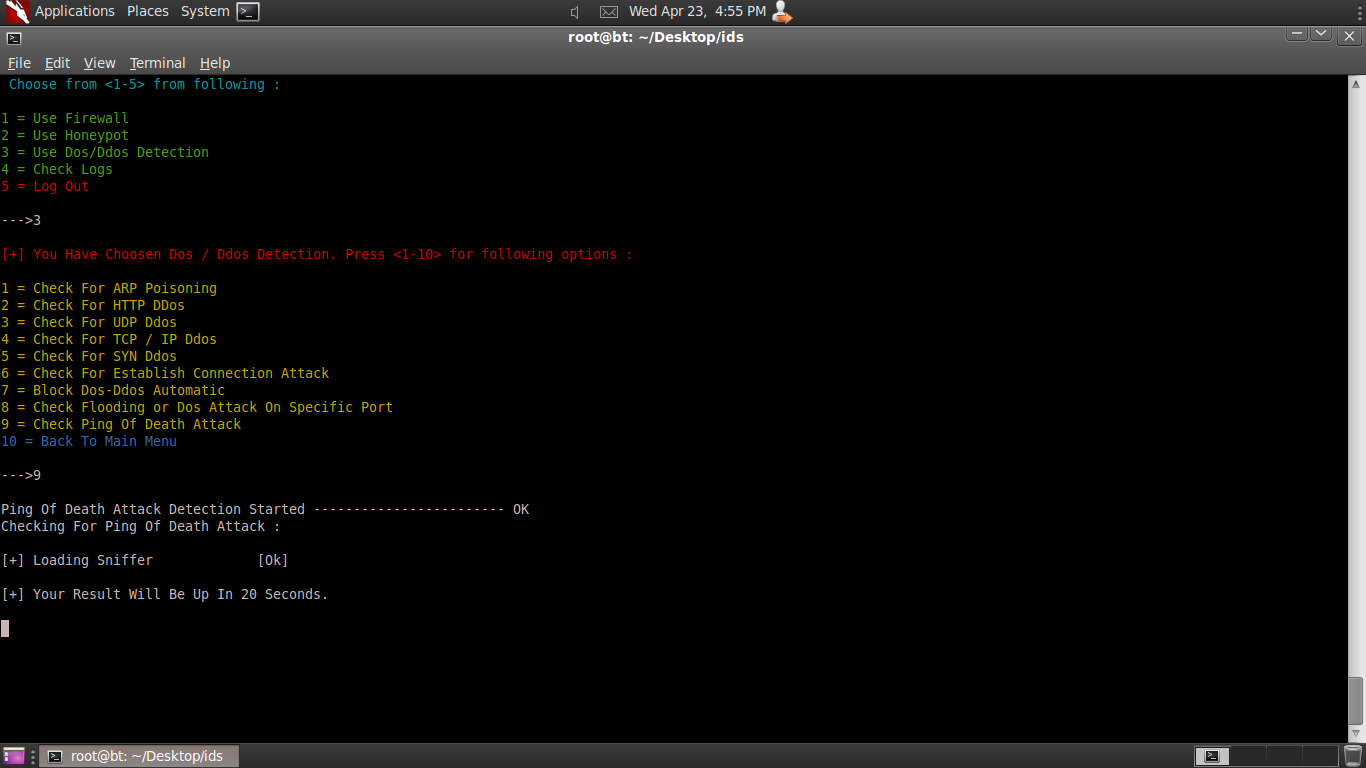 Applications Places System Wed Apr 23, 4:55 PM
root@bt: ~/Desktop/ids
File Edit View Terminal Help
Choose from <1-5> from following :
1 = Use Firewall
2 = Use Honeypot
3 = Use Dos/Ddos Detection
4 = Check Logs
5 = Log Out
--->3
[+] You Have Choosen Dos / Ddos Detection. Press <1-10> for following options :
1 = Check For ARP Poisoning
2 = Check For HTTP DDos
3 = Check For UDP Ddos
4 = Check For TCP / IP Ddos
5 = Check For SYN Ddos
6 = Check For Establish Connection Attack
7 = Block Dos-Ddos Automatic
8 = Check Flooding or Dos Attack On Specific Port
9 = Check Ping Of Death Attack
10 = Back To Main Menu
--->9
Ping Of Death Attack Detection Started ------------------------ OK
Checking For Ping Of Death Attack :
[+] Loading Sniffer [Ok]
[+] Your Result Will Be Up In 20 Seconds.
root@bt: ~/Desktop/ids